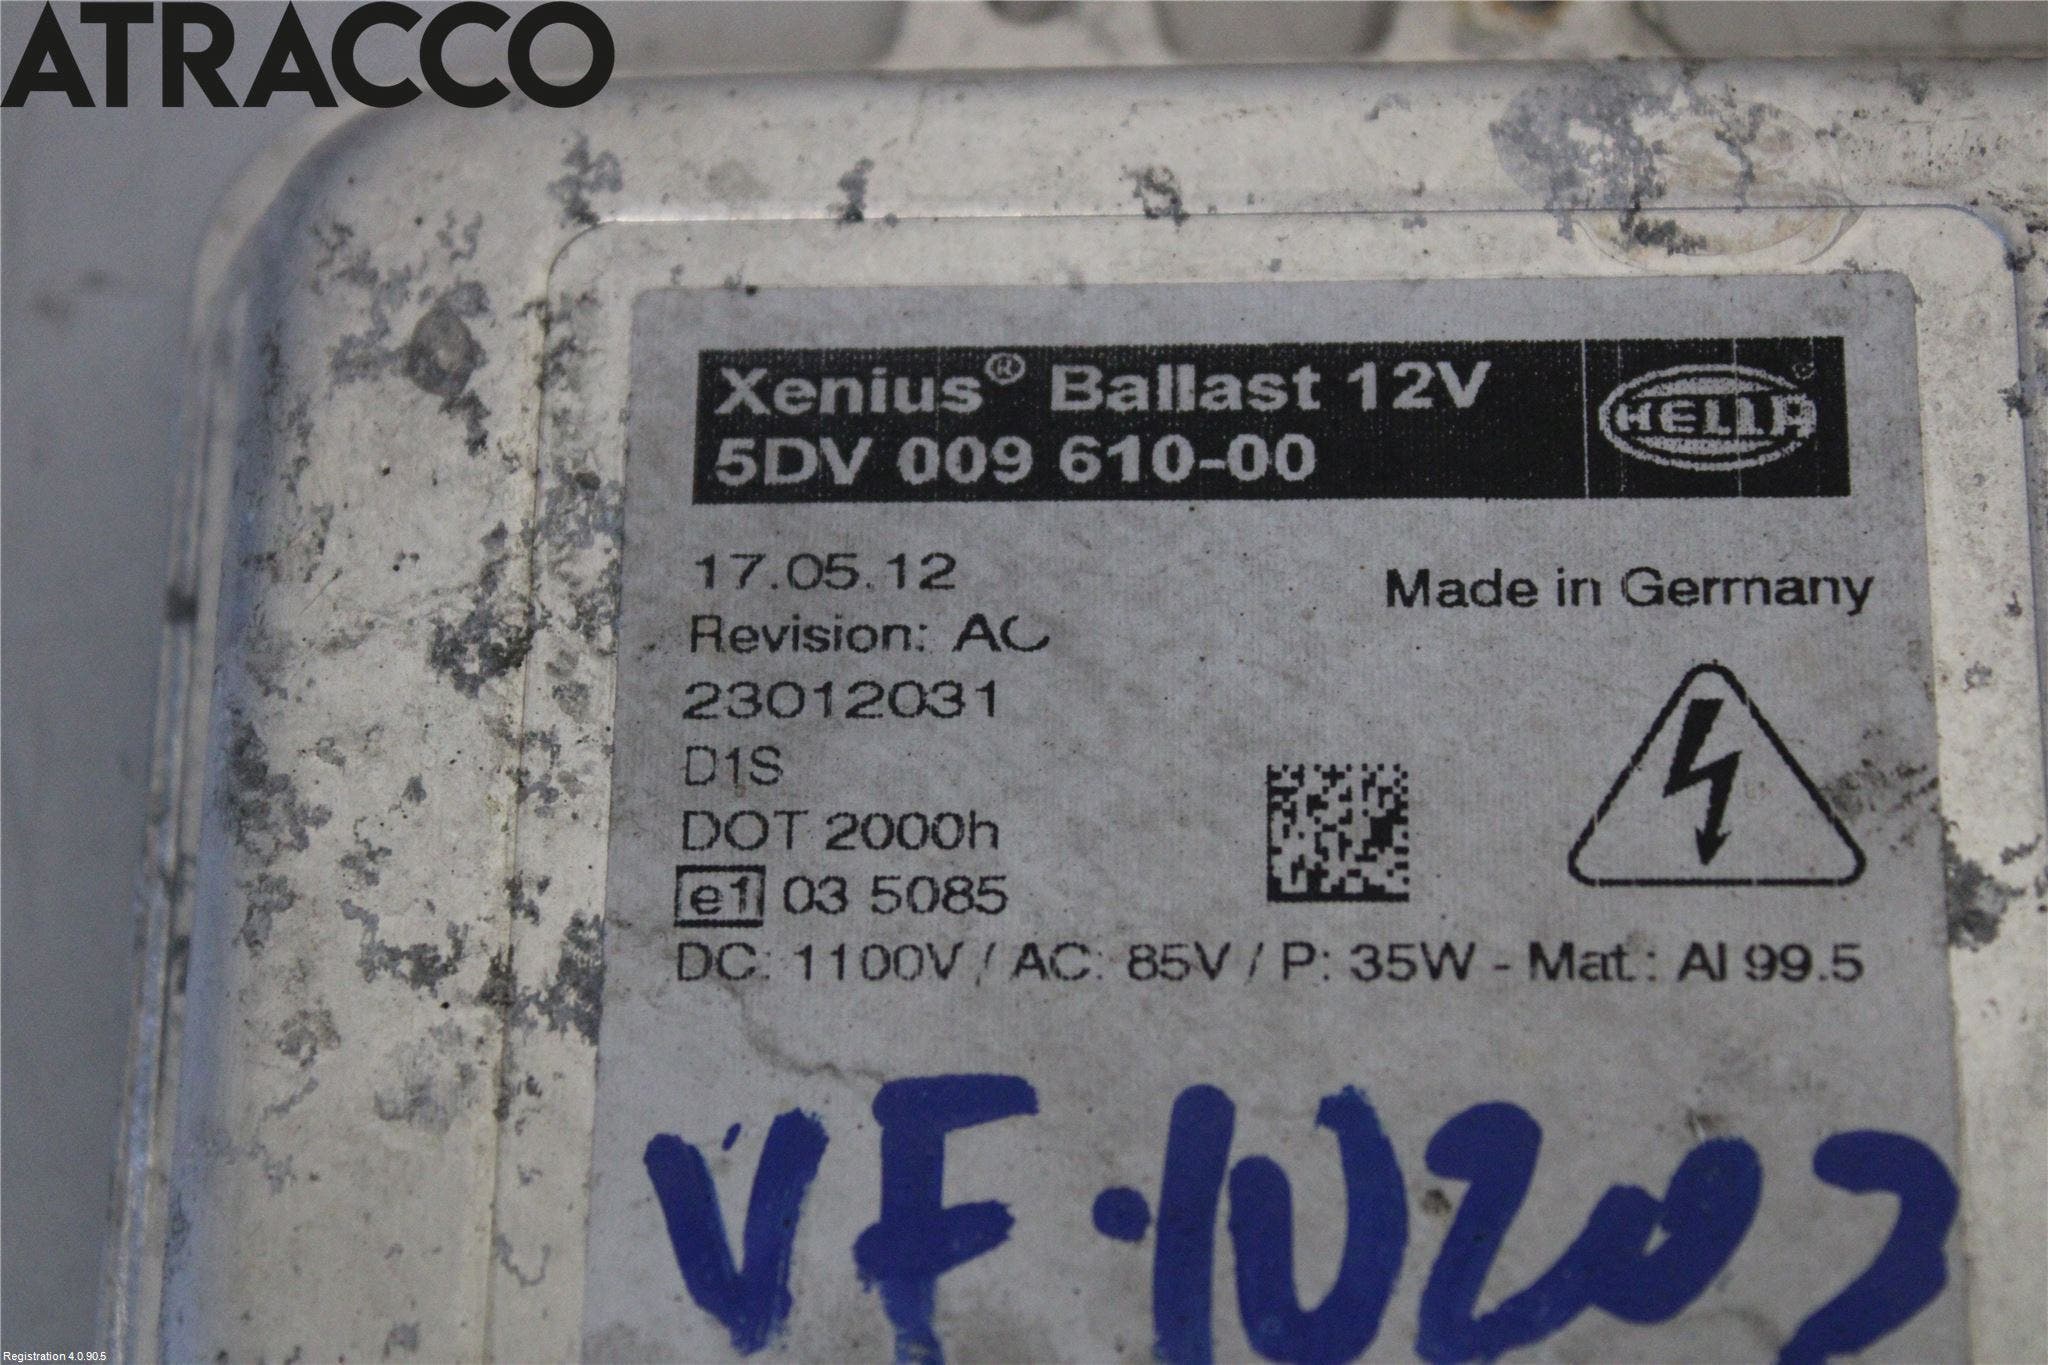 ATRACCO
Xenius® Ballast 12V
5DV 009 610-00
HELLA
17.05.12
Made in Germany
Revision: AC
23012031
D1S
DOT 2000h
e1 03 5085
DC: 1100V / AC: 85V / P: 35W - Mat.: Al 99.5
Registration 4.0.90.5